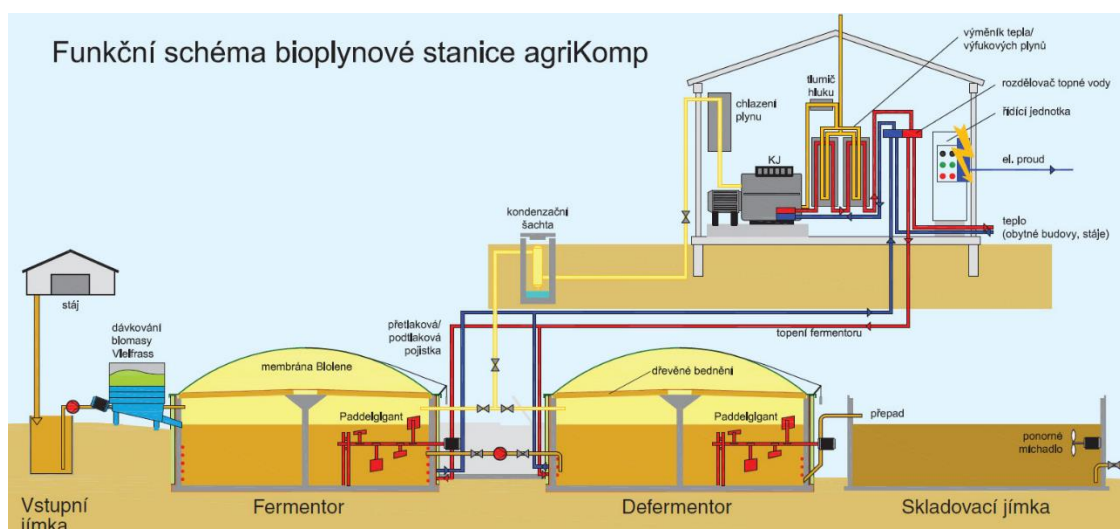 Funkční schéma bioplynové stanice agriKomp
výměník tepla/
výfukových plynů
tlumič
hluku
rozdělovač topné vody
chlazení
plynu
řídící jednotka
KJ
el. proud
kondenzační
šachta
teplo
(obytné budovy, stáje)
stáj
přetlaková/
podtlaková
pojistka
topení fermentoru
dávkování
biomasy
Vielfrass
membrána Biolene
dřevěné bednění
Paddelgigant
Paddelgigant
přepad
ponorné
míchadlo
Vstupní
jímka
Fermentor
Defermentor
Skladovací jímka